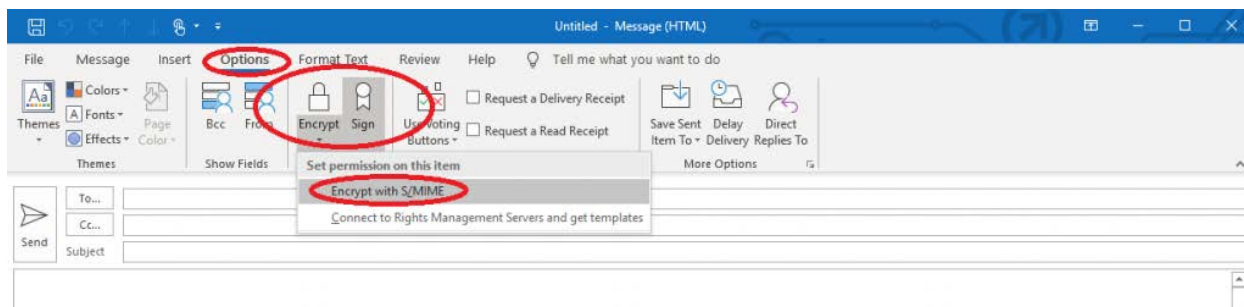 Untitled - Message (HTML)
File Message Insert Options Format Text Review Help Tell me what you want to do
Aa
Themes
Colors
Fonts
Effects
Page
Color
Themes
Bcc
From
Show Fields
Encrypt
Sign
Use Voting
Buttons
Request a Delivery Receipt
Request a Read Receipt
Save Sent
Item To
Delay
Delivery
Direct
Replies To
More Options
Set permission on this item
Encrypt with S/MIME
Connect to Rights Management Servers and get templates
Send
To...
Cc...
Subject